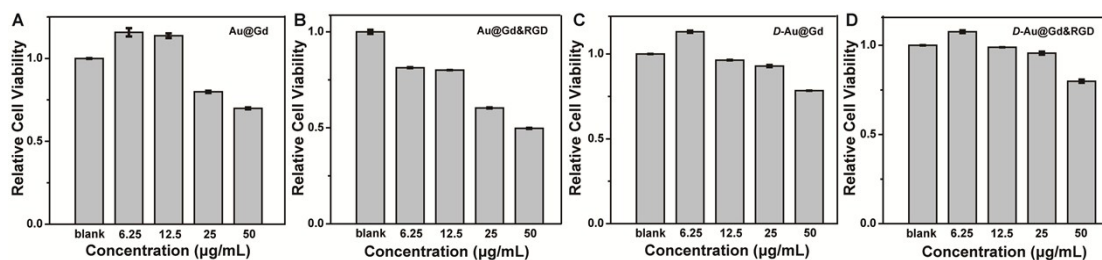 A
Au@Gd
Relative Cell Viability
1.0
0.5
0.0
blank 6.25 12.5 25 50
Concentration (μg/mL)
B
Au@Gd&RGD
Relative Cell Viability
1.0
0.5
0.0
blank 6.25 12.5 25 50
Concentration (μg/mL)
C
D-Au@Gd
Relative Cell Viability
1.0
0.5
0.0
blank 6.25 12.5 25 50
Concentration (μg/mL)
D
D-Au@Gd&RGD
Relative Cell Viability
1.0
0.5
0.0
blank 6.25 12.5 25 50
Concentration (μg/mL)